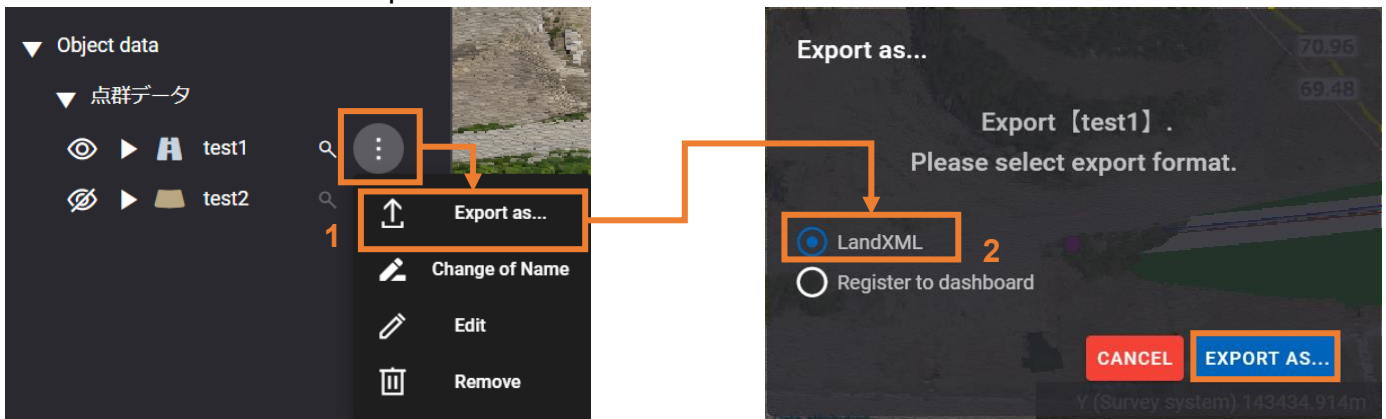 Object data
点群データ
test1
test2
1
Export as...
Change of Name
Edit
Remove
Export as...
70.96
69.48
Export【test1】.
Please select export format.
LandXML
2
Register to dashboard
CANCEL
EXPORT AS...
Y (Survey system) 143434.914m